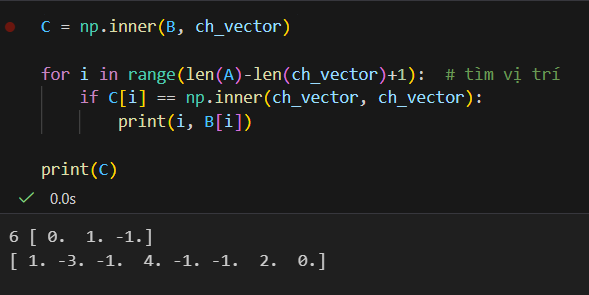 C = np.inner(B, ch_vector)
for i in range(len(A)-len(ch_vector)+1):  # tìm vị trí
    if C[i] == np.inner(ch_vector, ch_vector):
        print(i, B[i])
print(C)
0.0s
6 [ 0.  1. -1.]
[ 1. -3. -1.  4. -1. -1.  2.  0.]